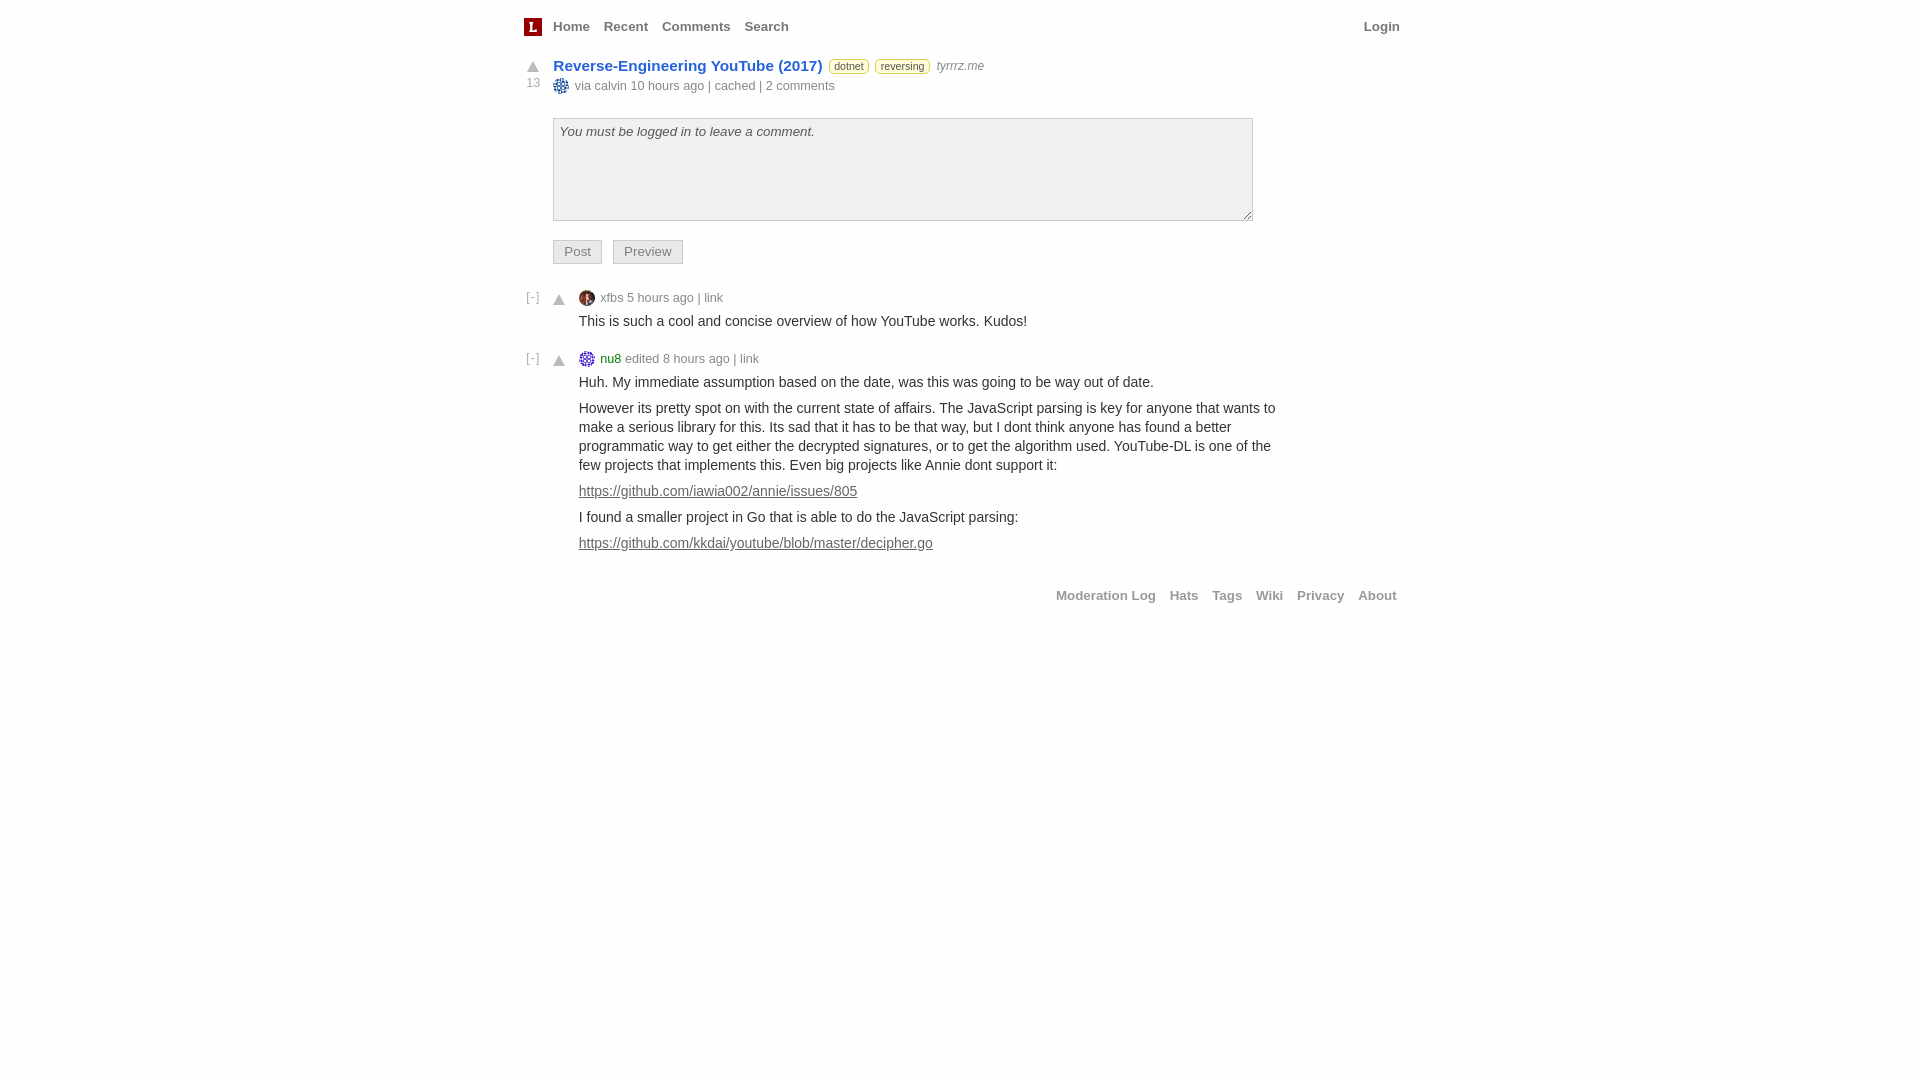 L Home Recent Comments Search Login
Reverse-Engineering YouTube (2017) dotnet reversing tyrrrz.me
13 via calvin 10 hours ago | cached | 2 comments
You must be logged in to leave a comment.
Post Preview
[-] xfbs 5 hours ago | link
This is such a cool and concise overview of how YouTube works. Kudos!
[-] nu8 edited 8 hours ago | link
Huh. My immediate assumption based on the date, was this was going to be way out of date.
However its pretty spot on with the current state of affairs. The JavaScript parsing is key for anyone that wants to
make a serious library for this. Its sad that it has to be that way, but I dont think anyone has found a better
programmatic way to get either the decrypted signatures, or to get the algorithm used. YouTube-DL is one of the
few projects that implements this. Even big projects like Annie dont support it:
https://github.com/iawia002/annie/issues/805
I found a smaller project in Go that is able to do the JavaScript parsing:
https://github.com/kkdai/youtube/blob/master/decipher.go
Moderation Log Hats Tags Wiki Privacy About